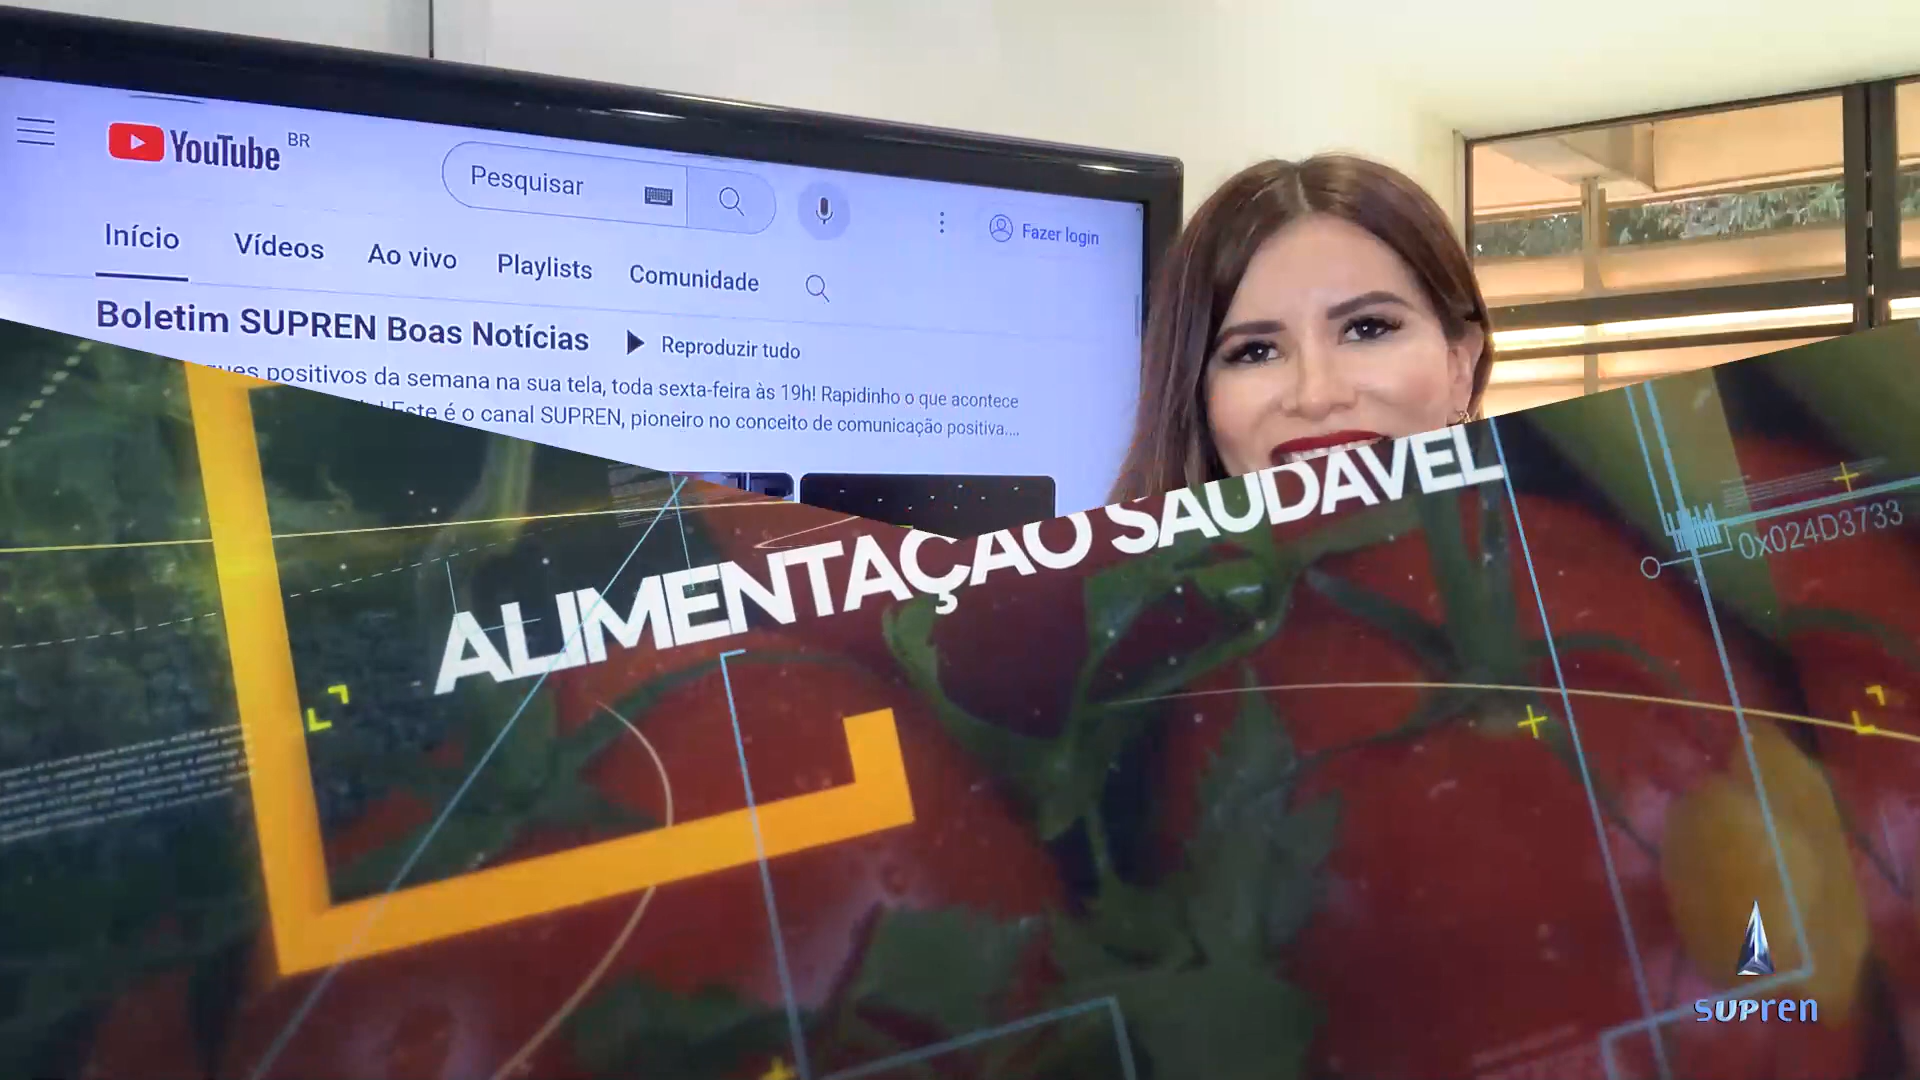 YouTube BR
Pesquisar
Fazer login
Início Vídeos Ao vivo Playlists Comunidade
Boletim SUPREN Boas Notícias Reproduzir tudo
positivos da semana na sua tela, toda sexta-feira às 19h! Rapidinho o que acontece
Este é o canal SUPREN, pioneiro no conceito de comunicação positiva....
ALIMENTAÇÃO SAUDÁVEL
0x024D3733
supren